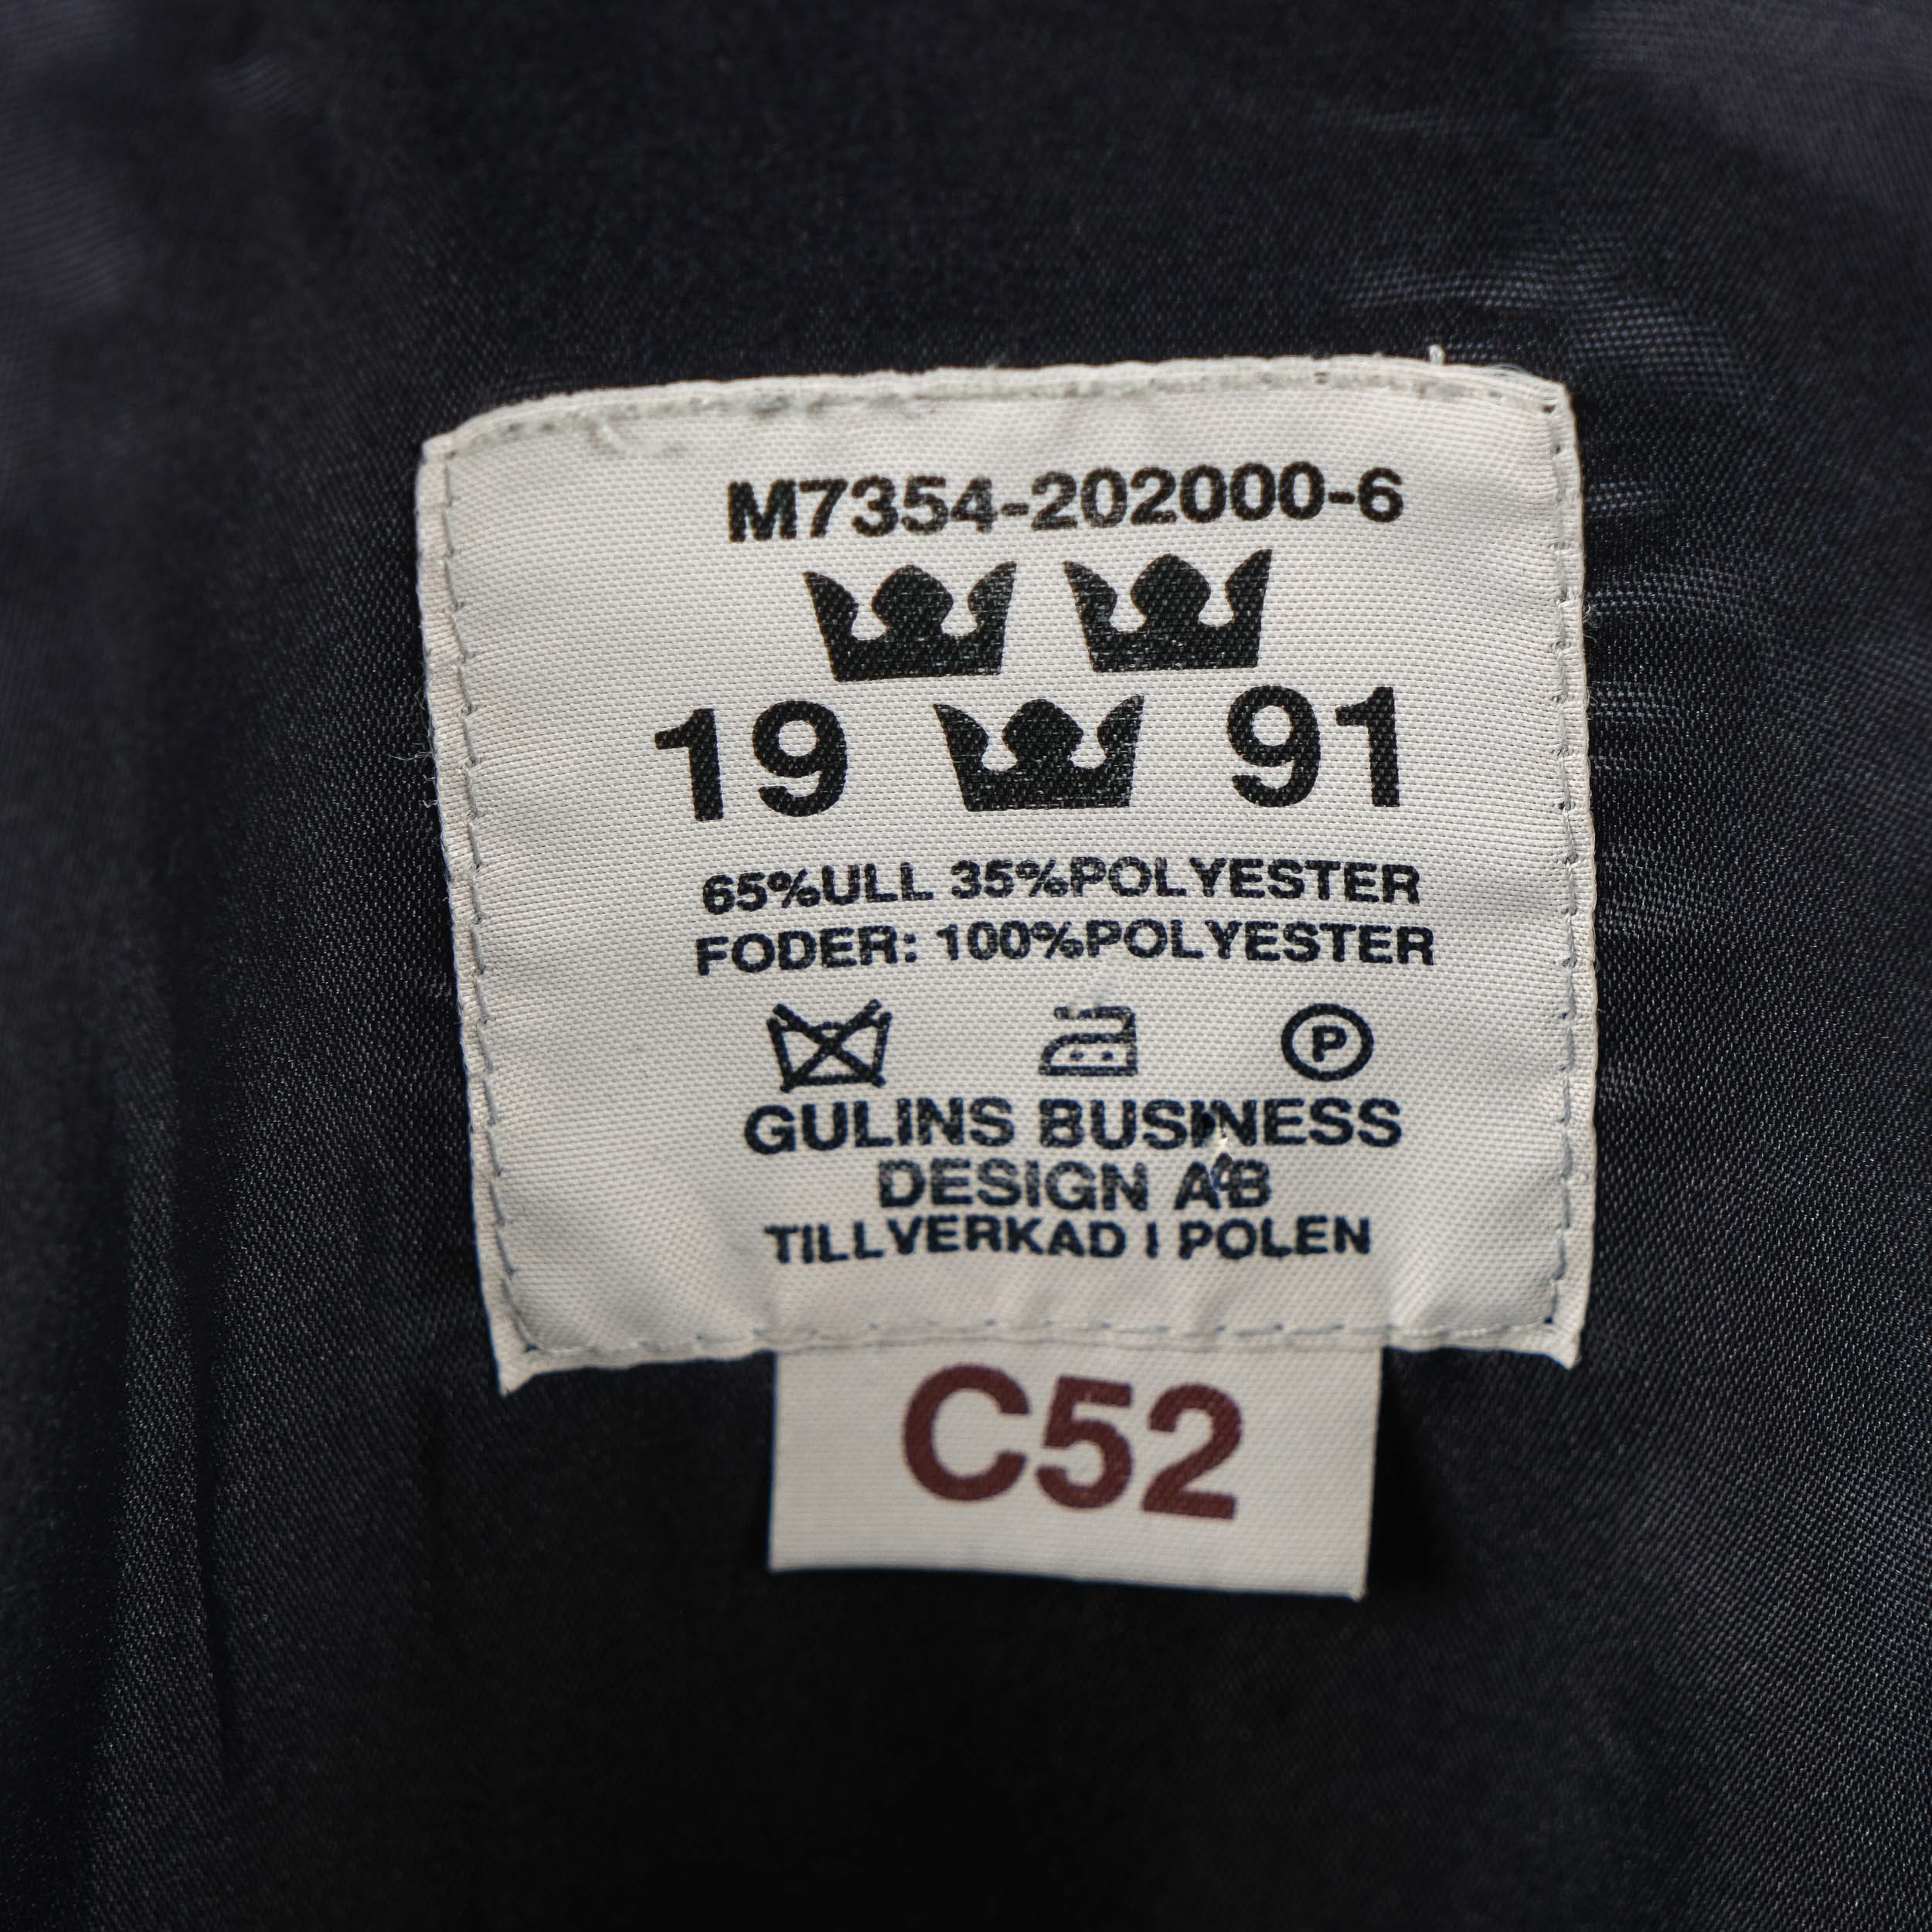 M7354-202000-6
19 91
65%ULL 35%POLYESTER
FODER: 100%POLYESTER
P
GULINS BUSINESS
DESIGN AB
TILLVERKAD I POLEN
C52